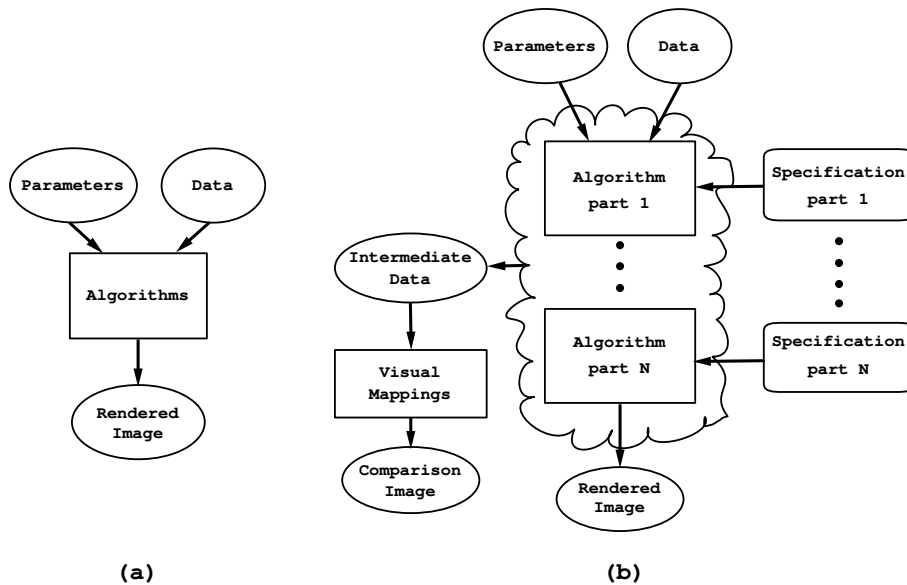 Parameters
Data
Algorithms
Rendered
Image
(a)
Parameters
Data
Algorithm
part 1
Specification
part 1
Intermediate
Data
Algorithm
part N
Specification
part N
Visual
Mappings
Comparison
Image
Rendered
Image
(b)